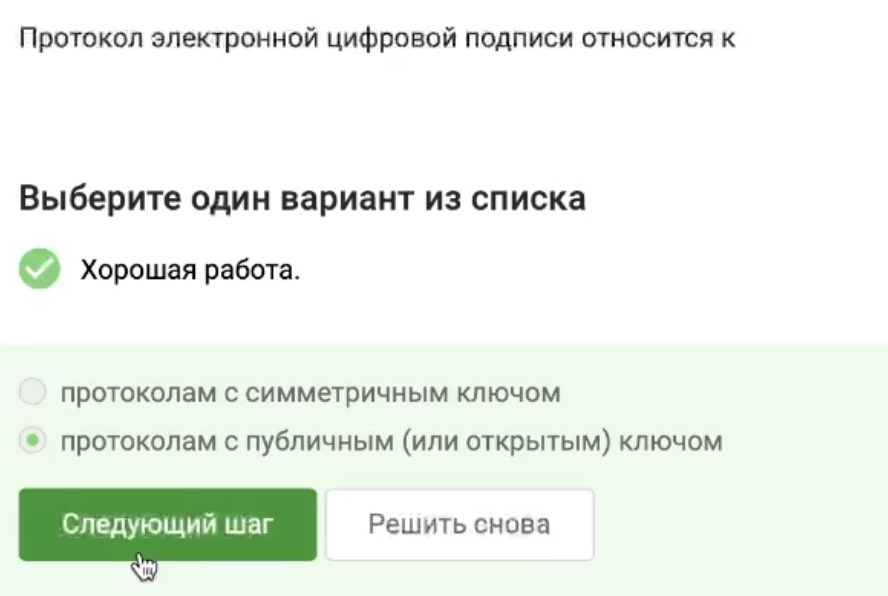 Протокол электронной цифровой подписи относится к
Выберите один вариант из списка
Хорошая работа.
протоколам с симметричным ключом
протоколам с публичным (или открытым) ключом
Следующий шаг
Решить снова